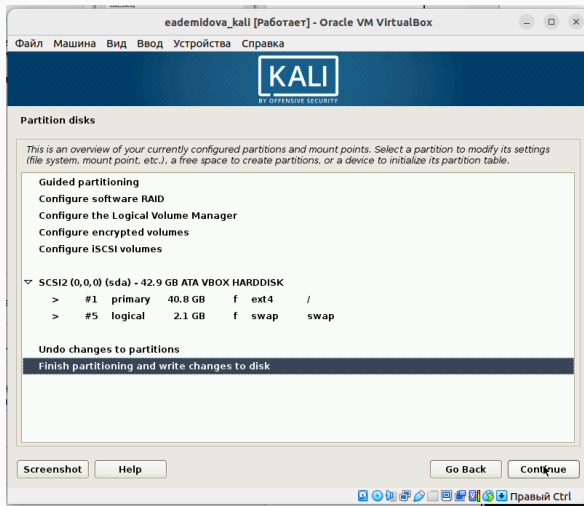 eademidova_kali [Работает] - Oracle VM VirtualBox
Файл Машина Вид Ввод Устройства Справка
KALI
BY OFFENSIVE SECURITY
Partition disks
This is an overview of your currently configured partitions and mount points. Select a partition to modify its settings
(file system, mount point, etc.), a free space to create partitions, or a device to initialize its partition table.
Guided partitioning
Configure software RAID
Configure the Logical Volume Manager
Configure encrypted volumes
Configure iSCSI volumes
SCSI2 (0,0,0) (sda) - 42.9 GB ATA VBOX HARDDISK
> #1 primary 40.8 GB f ext4 /
> #5 logical 2.1 GB f swap swap
Undo changes to partitions
Finish partitioning and write changes to disk
Screenshot Help Go Back Continue
Правый Ctrl